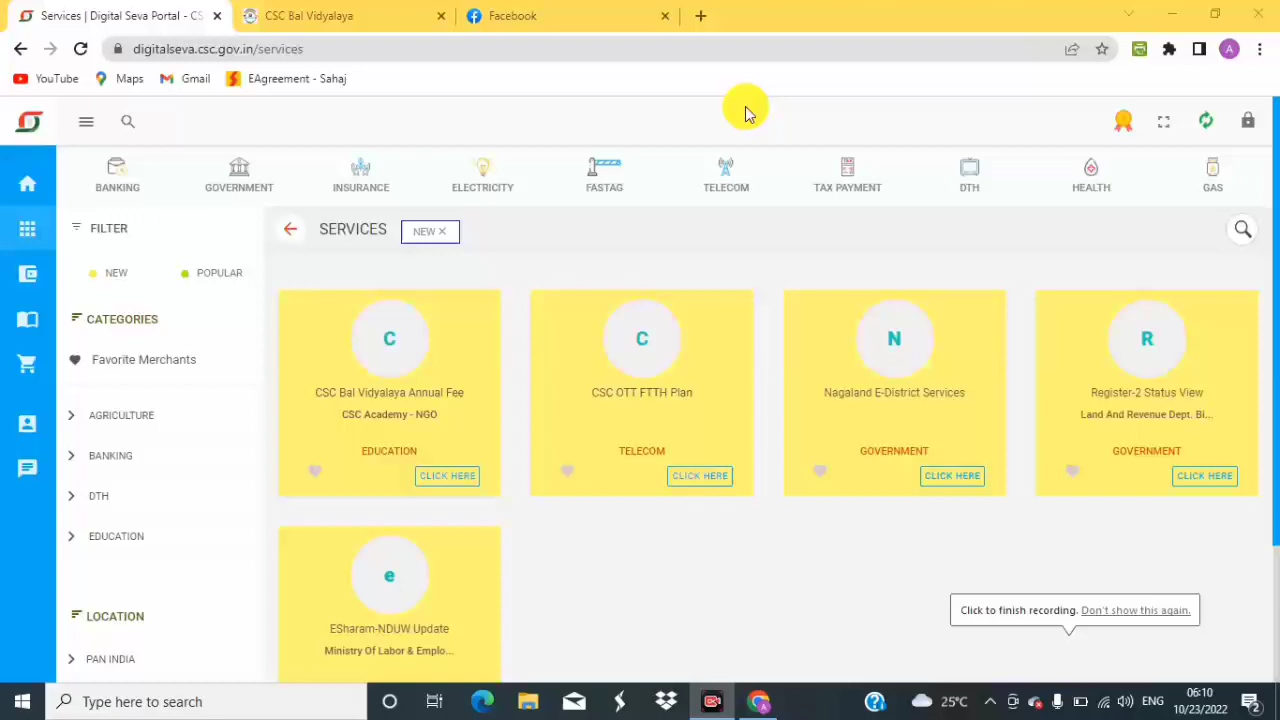 Services | Digital Seva Portal - CS
CSC Bal Vidyalaya
Facebook
digitalseva.csc.gov.in/services
A
YouTube
Maps
Gmail
EAgreement - Sahaj
BANKING
GOVERNMENT
INSURANCE
ELECTRICITY
FASTAG
TELECOM
TAX PAYMENT
DTH
HEALTH
GAS
FILTER
SERVICES
NEW ×
NEW
POPULAR
CATEGORIES
Favorite Merchants
AGRICULTURE
BANKING
DTH
EDUCATION
LOCATION
PAN INDIA
C
CSC Bal Vidyalaya Annual Fee
CSC Academy - NGO
EDUCATION
CLICK HERE
C
CSC OTT FTTH Plan
TELECOM
CLICK HERE
N
Nagaland E-District Services
GOVERNMENT
CLICK HERE
R
Register-2 Status View
Land And Revenue Dept. Bi...
GOVERNMENT
CLICK HERE
e
ESharam-NDUW Update
Ministry Of Labor & Emplo...
Click to finish recording. Don't show this again.
Type here to search
25°C
ENG
06:10
10/23/2022
2